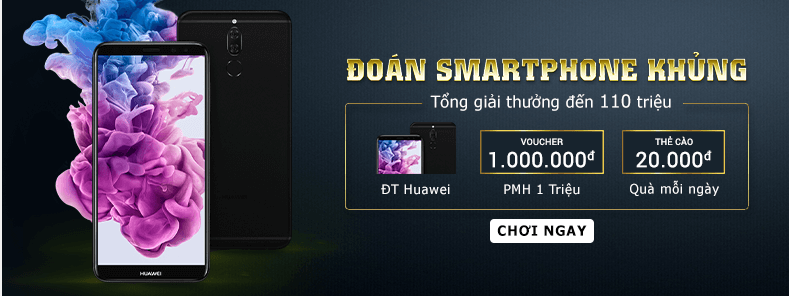 ĐOÁN SMARTPHONE KHỦNG
Tổng giải thưởng đến 110 triệu
VOUCHER
1.000.000đ
THẺ CÀO
20.000đ
ĐT Huawei
PMH 1 Triệu
Quà mỗi ngày
CHƠI NGAY
HUAWEI